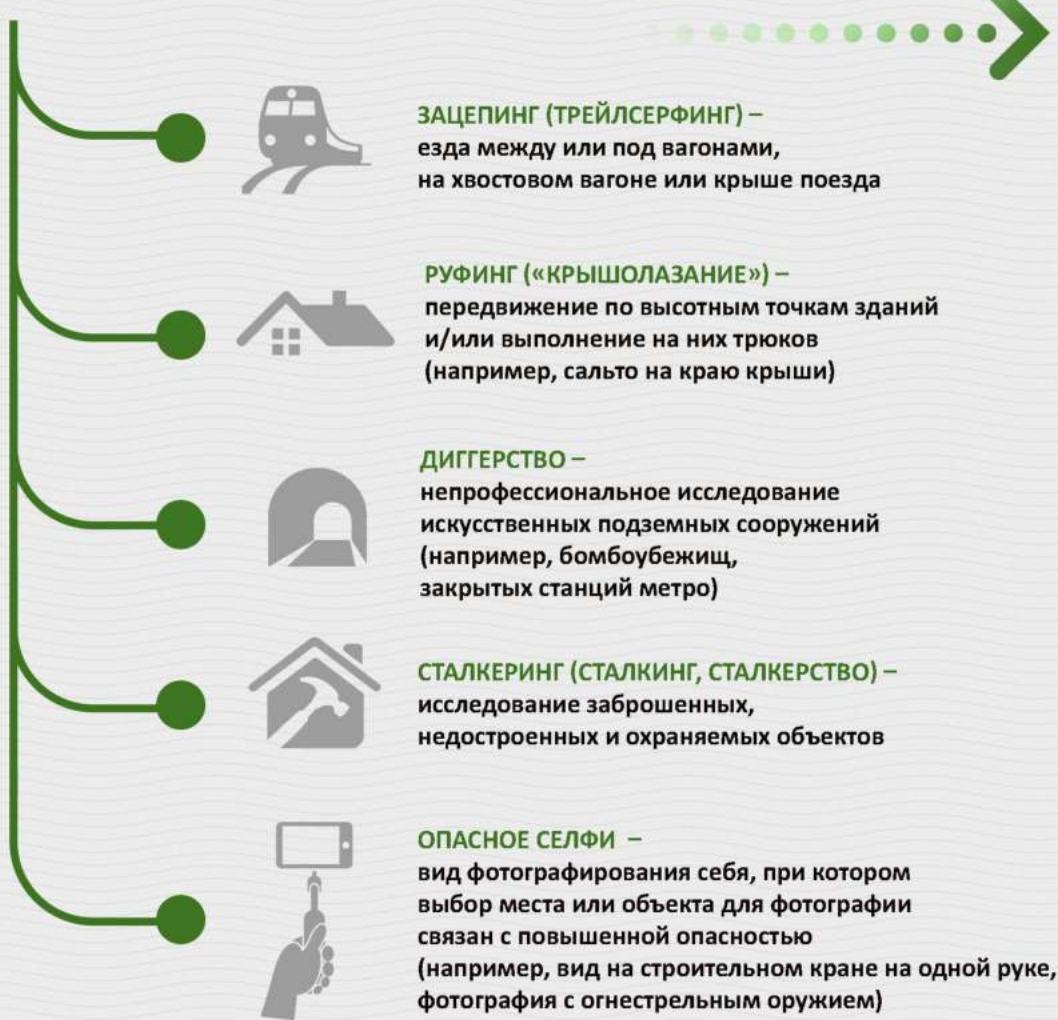 ЗАЦЕПИНГ (ТРЕЙЛСЕРФИНГ) –
езда между или под вагонами,
на хвостовом вагоне или крыше поезда
РУФИНГ («КРЫШОЛАЗАНИЕ») –
передвижение по высотным точкам зданий
и/или выполнение на них трюков
(например, сальто на краю крыши)
ДИГГЕРСТВО –
непрофессиональное исследование
искусственных подземных сооружений
(например, бомбоубежищ,
закрытых станций метро)
СТАЛКЕРИНГ (СТАЛКИНГ, СТАЛКЕРСТВО) –
исследование заброшенных,
недостроенных и охраняемых объектов
ОПАСНОЕ СЕЛФИ –
вид фотографирования себя, при котором
выбор места или объекта для фотографии
связан с повышенной опасностью
(например, вид на строительном кране на одной руке,
фотография с огнестрельным оружием)